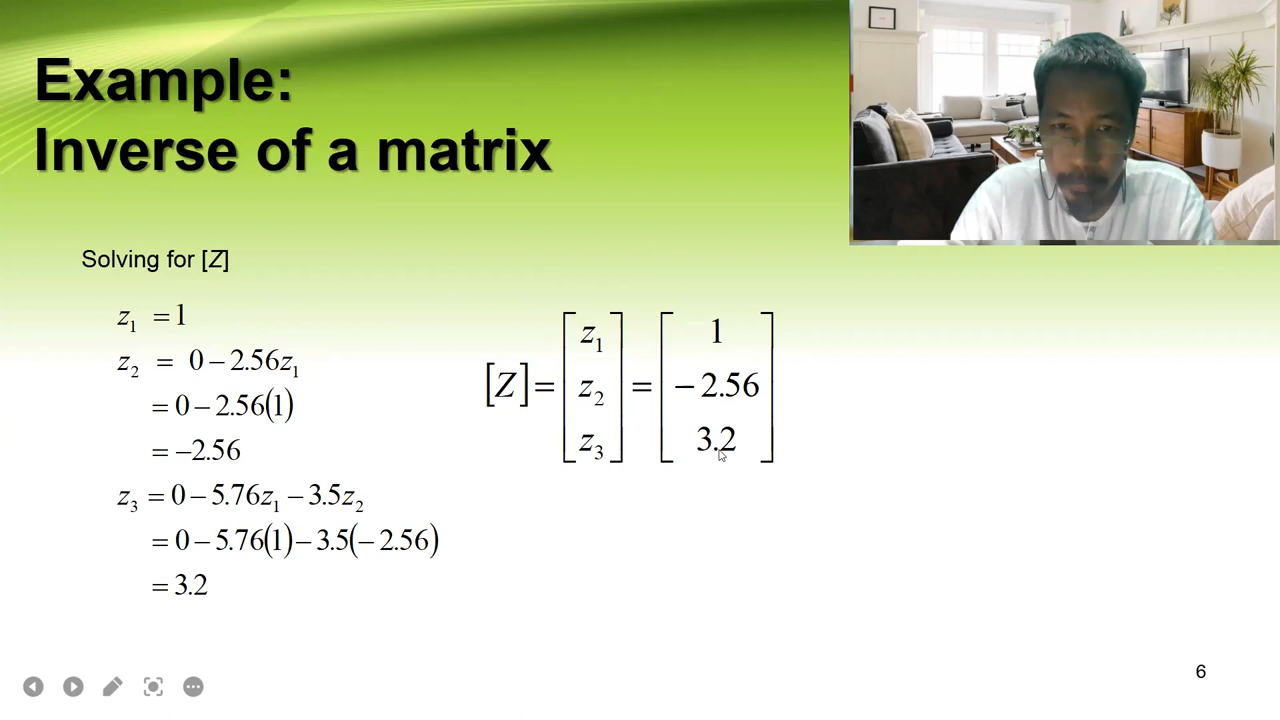 Example:
Inverse of a matrix
Solving for [Z]
z₁ = 1
z₂ = 0 − 2.56z₁
= 0 − 2.56(1)
= −2.56
z₃ = 0 − 5.76z₁ − 3.5z₂
= 0 − 5.76(1) − 3.5(− 2.56)
= 3.2
[Z] = [z₁ z₂ z₃] = [1 − 2.56 3.2]
6